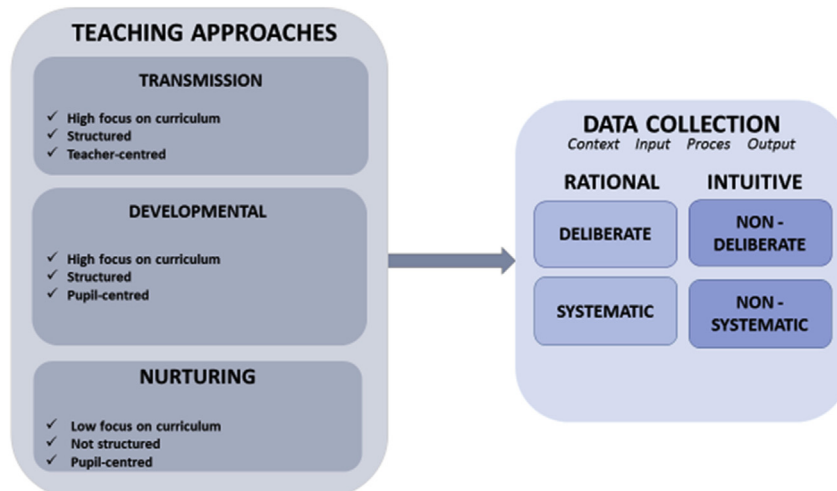 TEACHING APPROACHES
TRANSMISSION
✓ High focus on curriculum
✓ Structured
✓ Teacher-centred
DEVELOPMENTAL
✓ High focus on curriculum
✓ Structured
✓ Pupil-centred
NURTURING
✓ Low focus on curriculum
✓ Not structured
✓ Pupil-centred
DATA COLLECTION
Context Input Proces Output
RATIONAL INTUITIVE
DELIBERATE
NON -
DELIBERATE
SYSTEMATIC
NON -
SYSTEMATIC